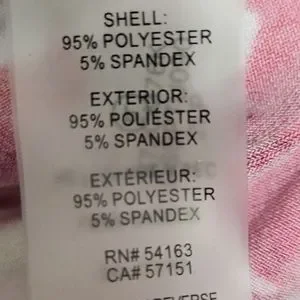 SHELL:
95% POLYESTER
5% SPANDEX
EXTERIOR:
95% POLIÉSTER
5% SPANDEX
EXTÉRIEUR:
95% POLYESTER
5% SPANDEX
RN# 54163
CA# 57151
REVERSE